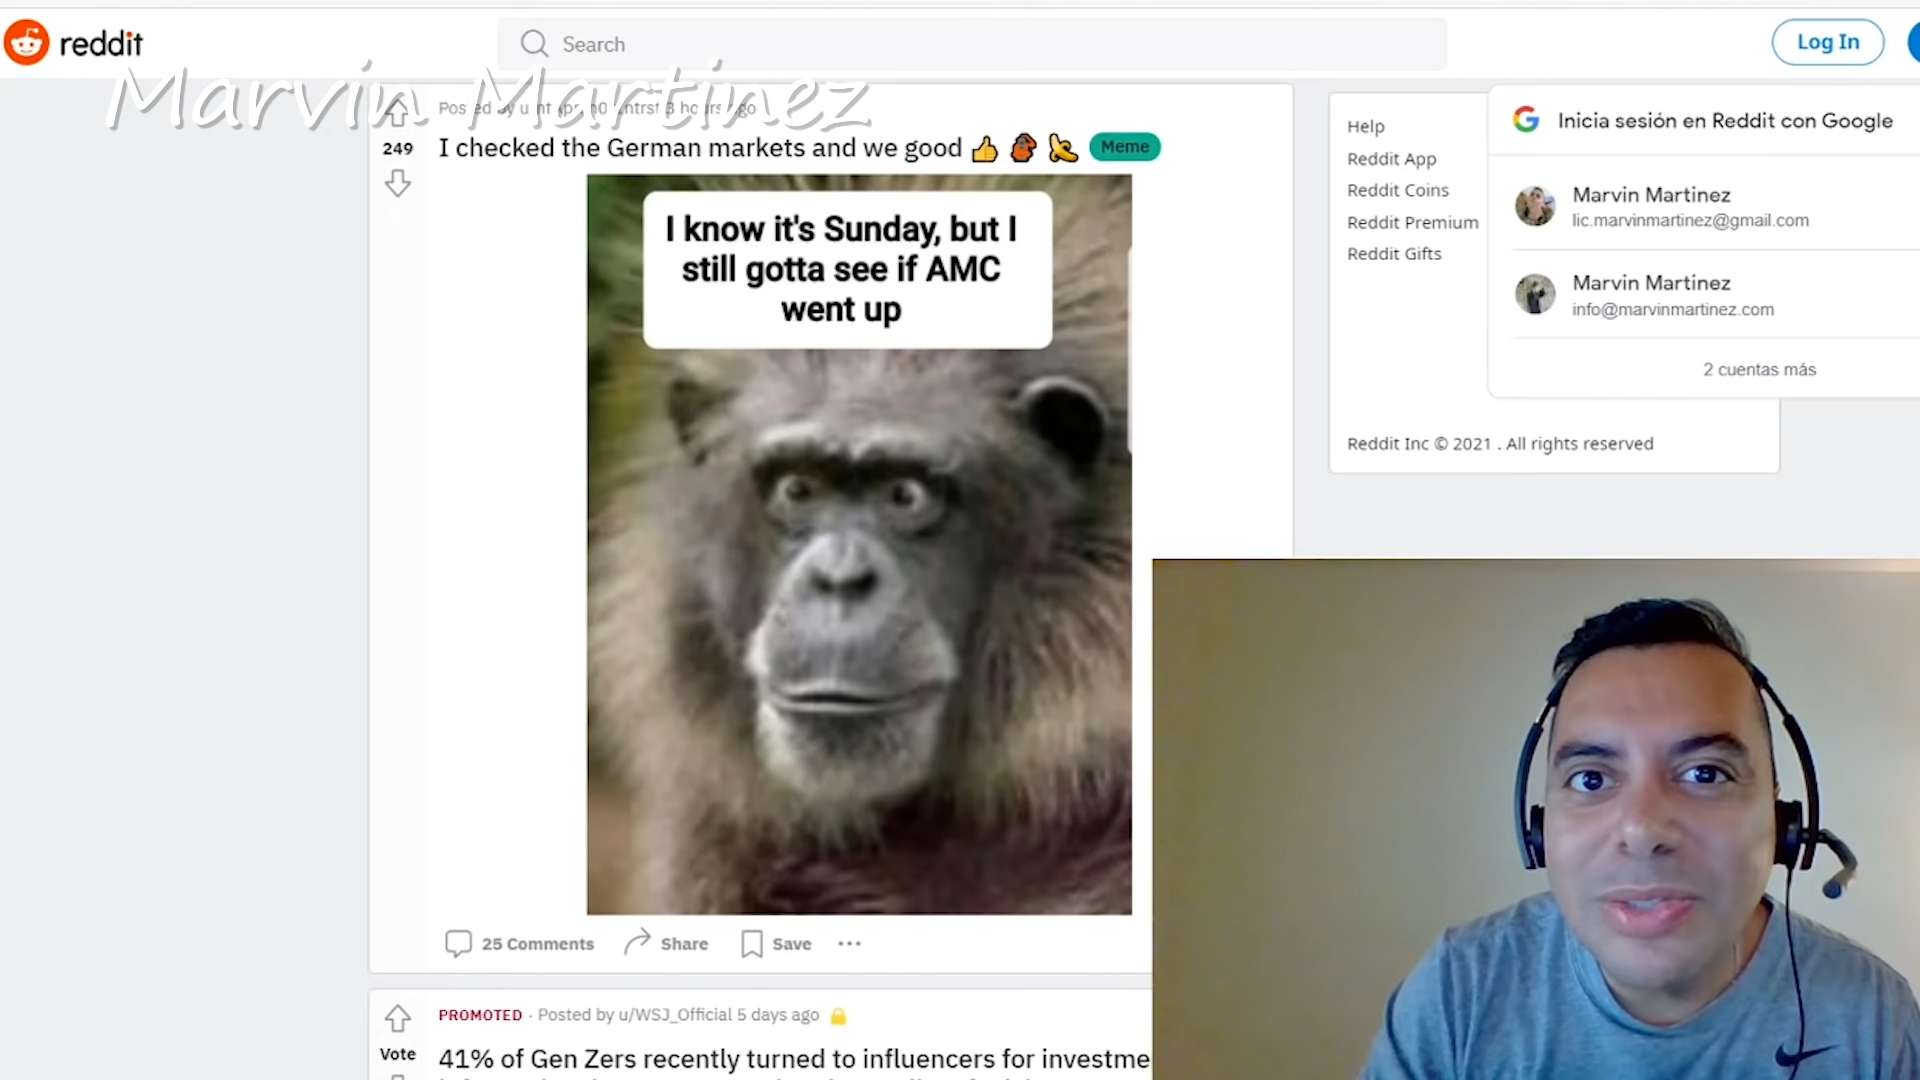 reddit
Search
Log In
Marvin Martinez
Posted by
hours ago
249
I checked the German markets and we good 👍 🦧 🍌 Meme
I know it's Sunday, but I
still gotta see if AMC
went up
25 Comments
Share
Save
PROMOTED · Posted by u/WSJ_Official 5 days ago
Vote
41% of Gen Zers recently turned to influencers for investme
Help
Reddit App
Reddit Coins
Reddit Premium
Reddit Gifts
Reddit Inc © 2021 . All rights reserved
Inicia sesión en Reddit con Google
Marvin Martinez
lic.marvinmartinez@gmail.com
Marvin Martinez
info@marvinmartinez.com
2 cuentas más